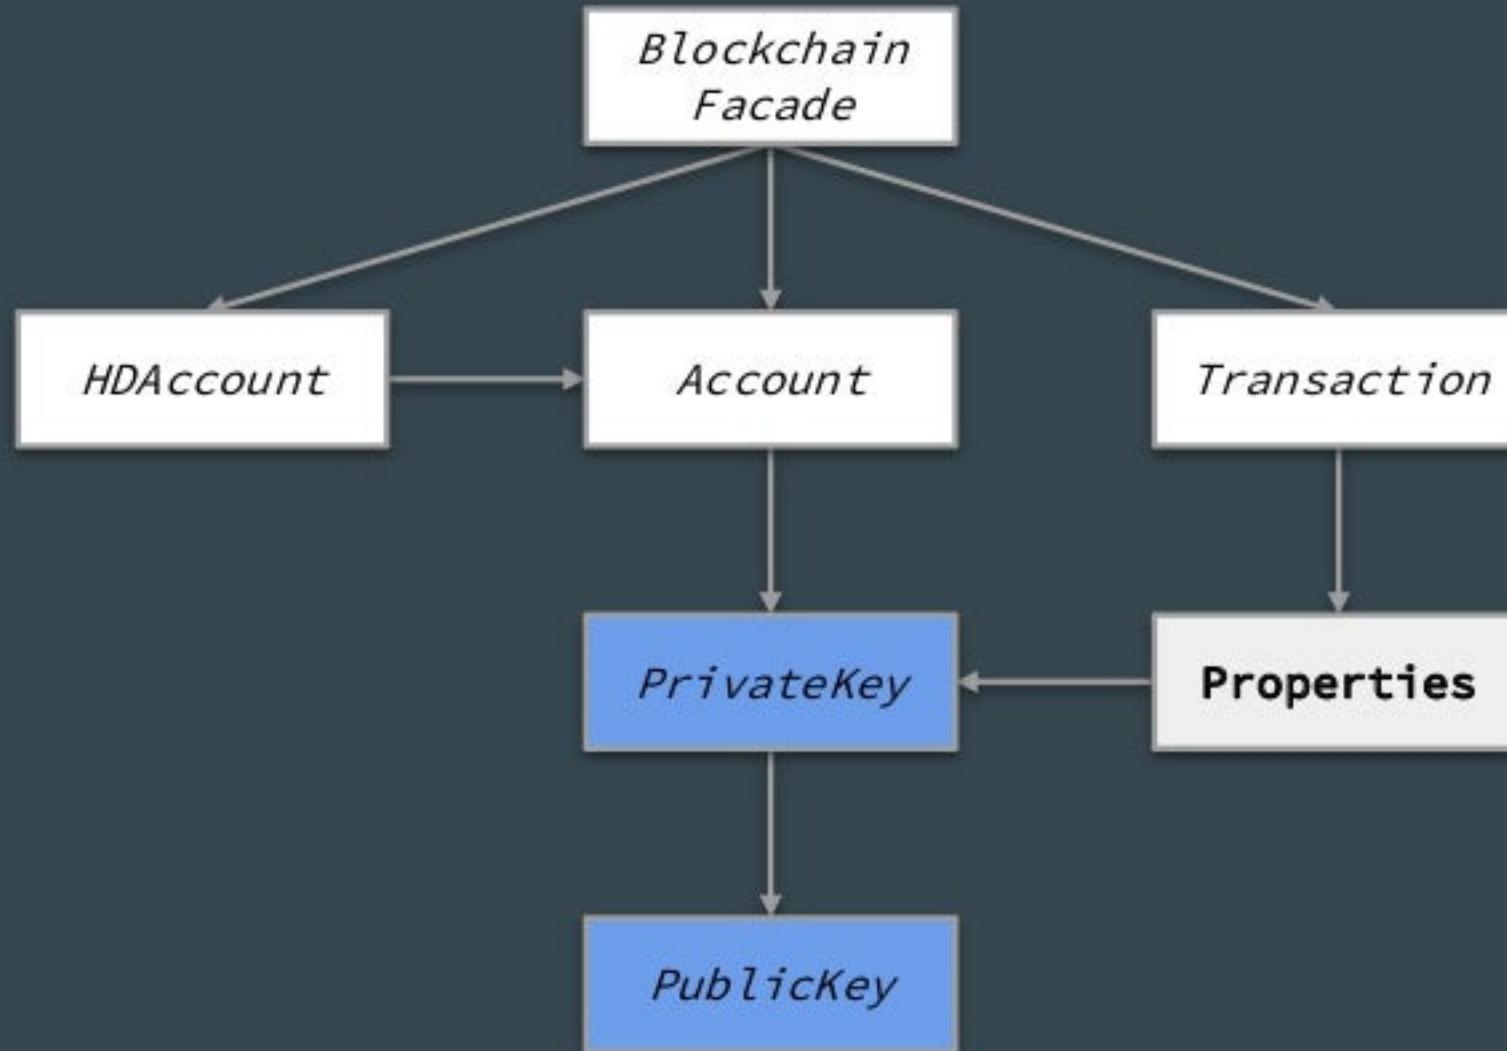 Blockchain
Facade
HDAccount
Account
Transaction
PrivateKey
Properties
PublicKey